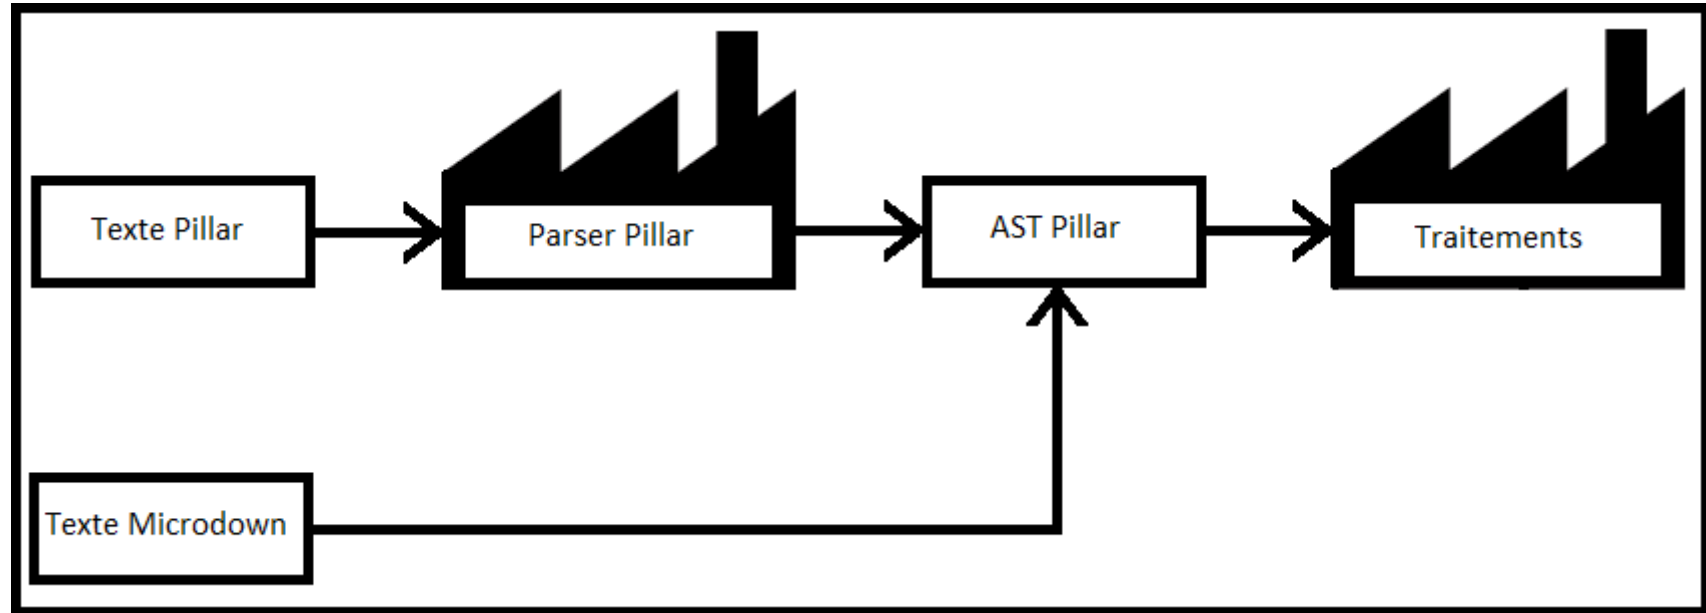 Texte Pillar
Parser Pillar
AST Pillar
Traitements
Texte Microdown